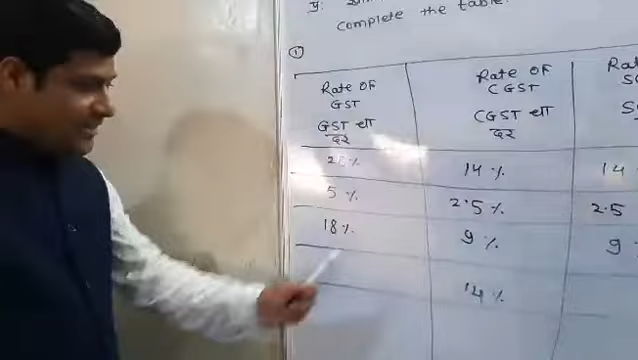 complete the table.
①
Rate of GST
GST चा दर
Rate of CGST
CGST चा दर
28% 14% 14
5% 2.5% 2.5
18% 9% 9
14%